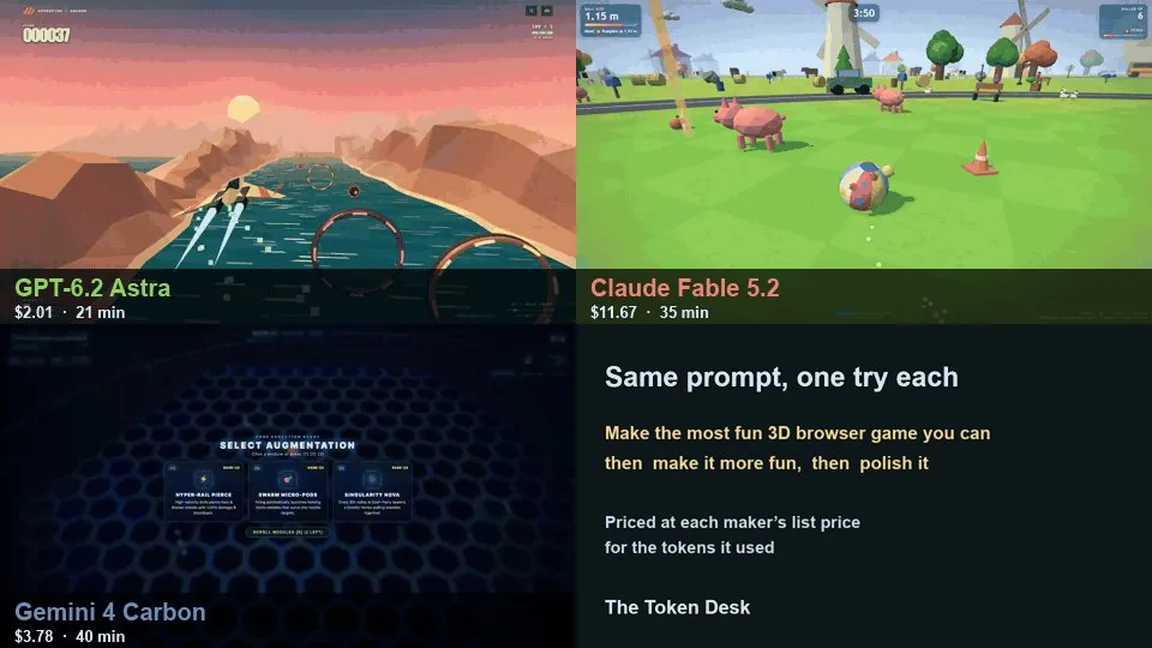 000037
GPT-6.2 Astra
$2.01 · 21 min
1.15 m
3:50
6
Claude Fable 5.2
$11.67 · 35 min
SELECT AUGMENTATION
HYPER-RAIL PIERCE
SWARM MICRO-PODS
SINGULARITY NOVA
Gemini 4 Carbon
$3.78 · 40 min
Same prompt, one try each
Make the most fun 3D browser game you can
then make it more fun, then polish it
Priced at each maker’s list price
for the tokens it used
The Token Desk